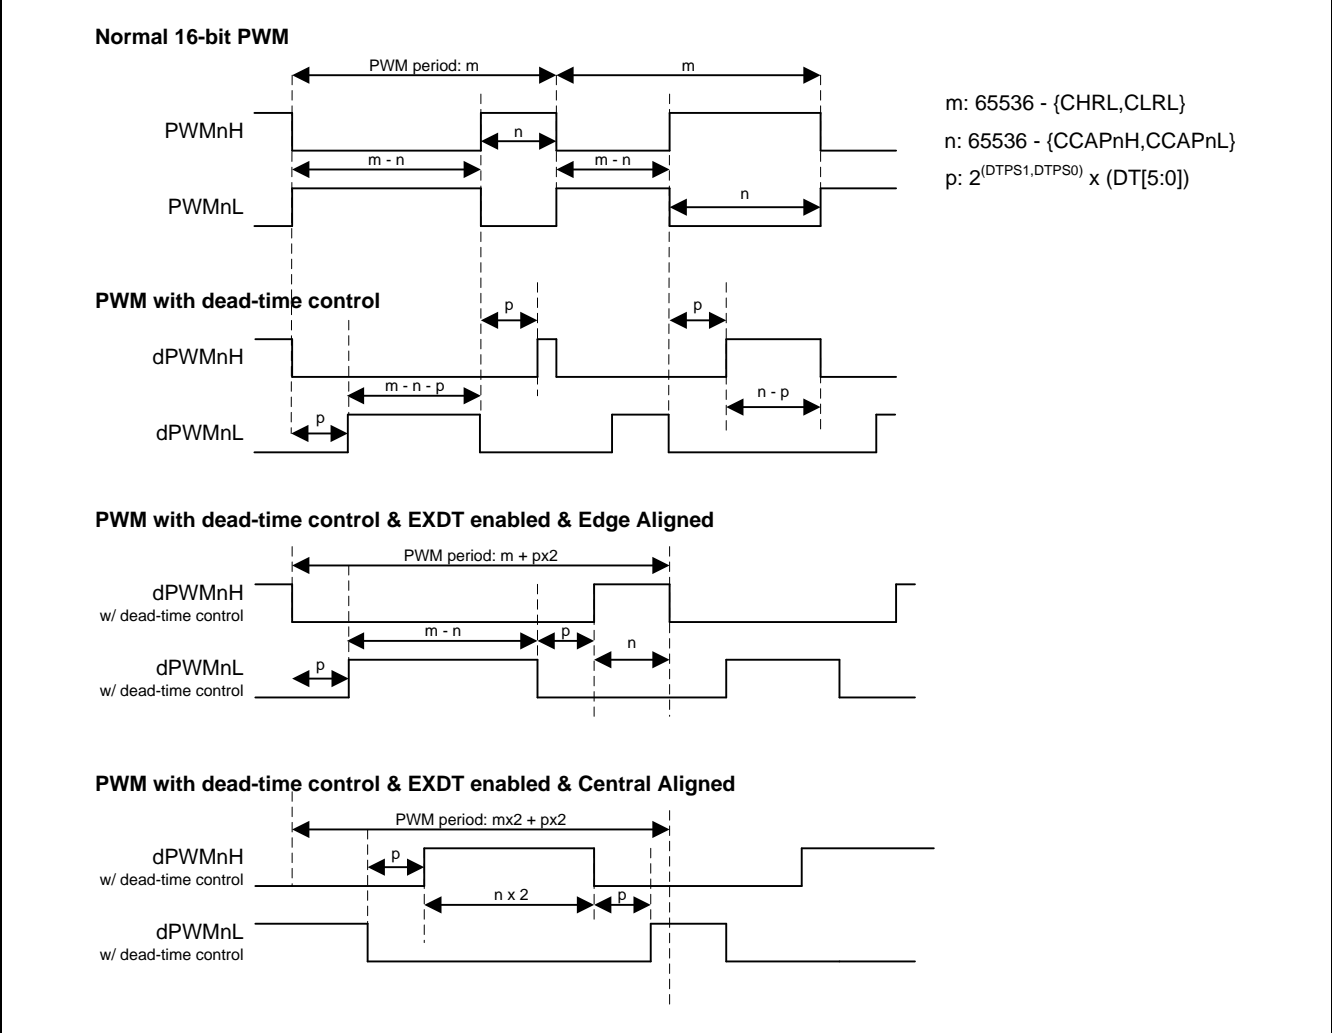 Normal 16-bit PWM
PWM period: m
m
m: 65536 - {CHRL,CLRL}
PWMnH
n
n: 65536 - {CCAPnH,CCAPnL}
m - n
m - n
p: 2(DTPS1,DTPS0) x (DT[5:0])
PWMnL
n
PWM with dead-time control
p
p
dPWMnH
m - n - p
n - p
p
dPWMnL
PWM with dead-time control & EXDT enabled & Edge Aligned
PWM period: m + px2
dPWMnH
w/ dead-time control
m - n
p
n
p
dPWMnL
w/ dead-time control
PWM with dead-time control & EXDT enabled & Central Aligned
PWM period: mx2 + px2
p
dPWMnH
w/ dead-time control
n x 2
p
dPWMnL
w/ dead-time control